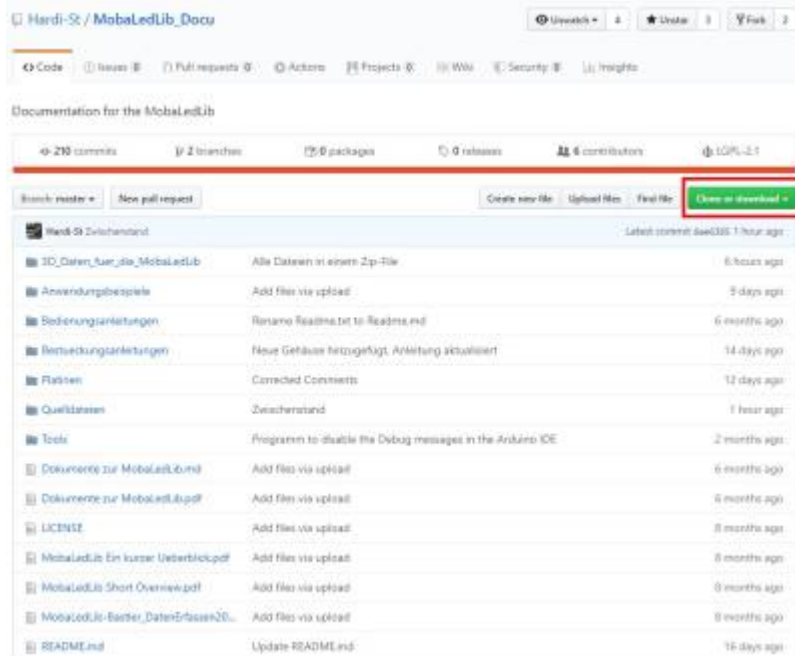 Hardi-St / MobaLedLib_Docu
Unwatch 4 Unstar 3 Fork 2
Code Issues 0 Pull requests 0 Actions Projects 0 Wiki Security 0 Insights
Documentation for the MobaLedLib
210 commits 2 branches 0 packages 0 releases 6 contributors LGPL-2.1
Branch: master New pull request Create new file Upload files Find file Clone or download
Hardi-St Zwischenstand Latest commit 1 hour ago
3D_Daten_fuer_die_MobaLedLib Alle Dateien in einem Zip-File 6 hours ago
Anwendungsbeispiele Add files via upload 9 days ago
Bedienungsanleitungen Rename Readme.txt to Readme.md 6 months ago
Bestueckungsanleitungen Neue Gehäuse hinzugefügt, Anleitung aktualisiert 14 days ago
Platinen Corrected Comments 12 days ago
Quelldateien Zwischenstand 1 hour ago
Tools Programm to disable the Debug messages in the Arduino IDE 2 months ago
Dokumente zur MobaLedLib.md Add files via upload 6 months ago
Dokumente zur MobaLedLib.pdf Add files via upload 6 months ago
LICENSE Add files via upload 8 months ago
MobaLedLib Ein kurzer Ueberblick.pdf Add files via upload 8 months ago
MobaLedLib Short Overview.pdf Add files via upload 8 months ago
MobaLedLib-Bastler_DatenErfassen20... Add files via upload 8 months ago
README.md Update README.md 16 days ago